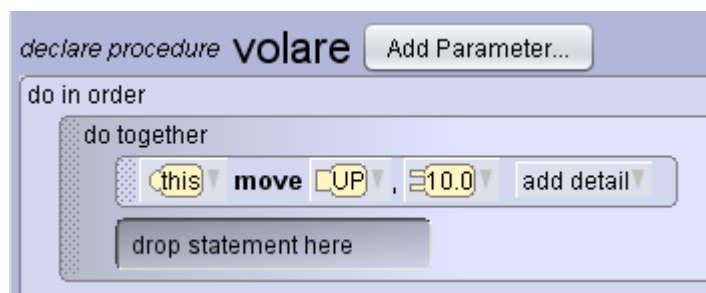 declare procedure volare Add Parameter...
do in order
do together
this move UP , 10.0 add detail
drop statement here